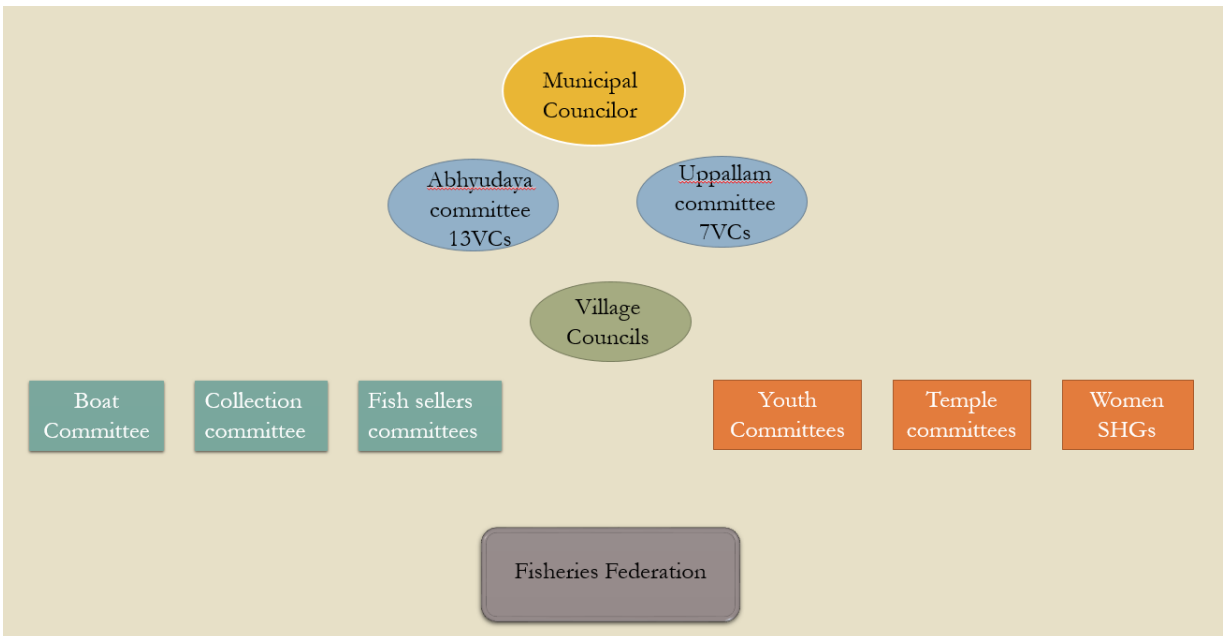 Municipal
Councilor
Abhyudaya
committee
13VCs
Uppallam
committee
7VCs
Village
Councils
Boat
Committee
Collection
committee
Fish sellers
committees
Youth
Committees
Temple
committees
Women
SHGs
Fisheries Federation